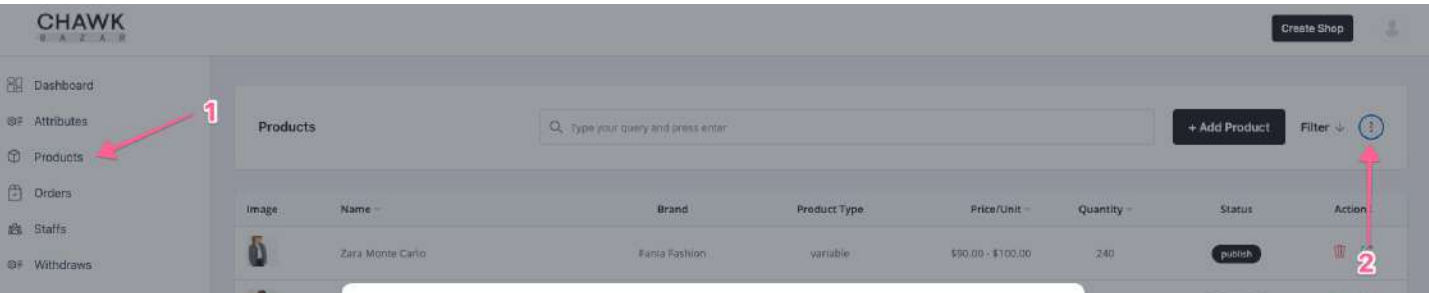 CHAWK
BAZAR
Create Shop
Dashboard
Attributes
Products
Orders
Staffs
Withdraws
1
Products
Type your query and press enter
+ Add Product
Filter
2
Image Name Brand Product Type Price/Unit Quantity Status Actions
Zara Monte Carlo Fania Fashion variable $90.00 - $100.00 240 publish